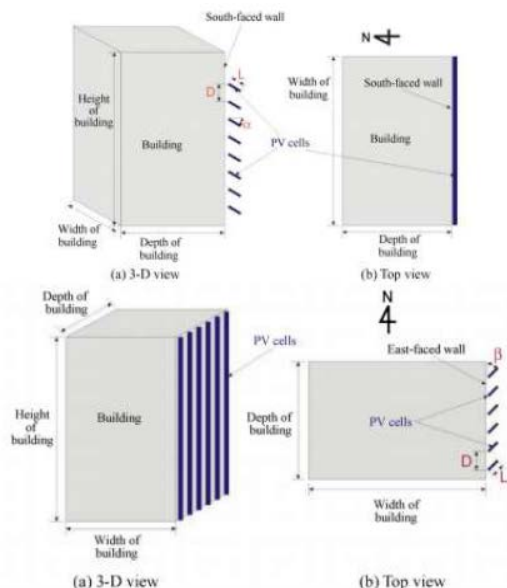 South-faced wall
L
D
Height
of
building
α
Building
PV cells
Width of
building
Depth of
building
(a) 3-D view
N
Width of
building
South-faced wall
Building
Depth of
building
(b) Top view
Depth of
building
PV cells
Height
of
building
Building
Width of
building
(a) 3-D view
N
East-faced wall
β
Depth of
building
PV cells
D
L
Width of
building
(b) Top view